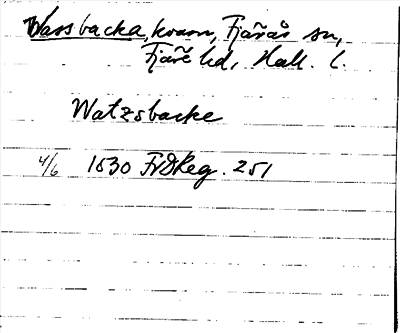 Wassbacka, kvarn, Fjärås sn,
Fjäre hd, Hall. l.
Watzsbacke
4/6 1630 FrDReg. 251